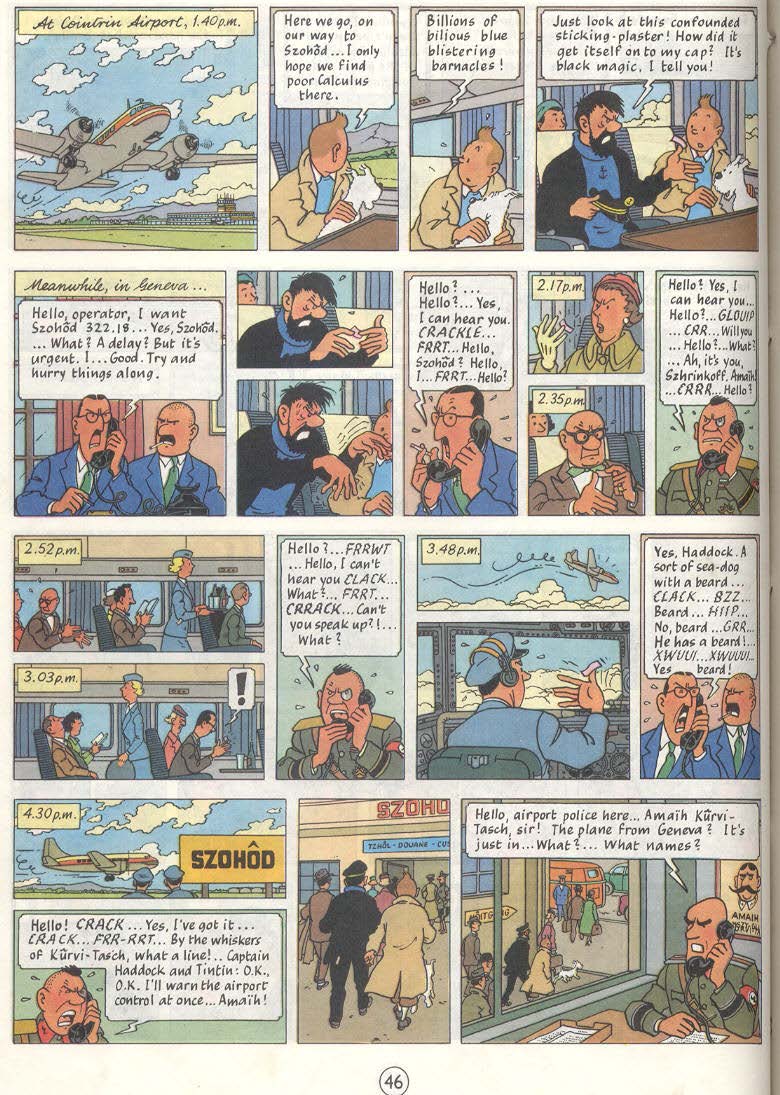 At Cointrin Airport, 1.40p.m.
Here we go, on
our way to
Szohôd...I only
hope we find
poor Calculus
there.
Billions of
bilious blue
blistering
barnacles!
Just look at this confounded
sticking-plaster! How did it
get itself on to my cap? It's
black magic, I tell you!
Meanwhile, in Geneva ...
Hello, operator, I want
Szohôd 322.18... Yes, Szohôd.
... What? A delay? But it's
urgent. I...Good. Try and
hurry things along.
Hello? ...
Hello?... Yes,
I can hear you.
CRACKLE...
FRRT... Hello,
Szohôd? Hello,
I...FRRT...Hello?
2.17p.m.
2.35p.m.
Hello? Yes, I
can hear you...
Hello?...GLOUIP
...CRR...Will you
...Hello?...What?
... Ah, it's you,
Szhrinkoff. Amaïh!
...CRRR...Hello?
2.52p.m.
3.03p.m.
!
Hello?...FRRWT
...Hello, I can't
hear you CLACK...
What?...FRRT...
CRRACK... Can't
you speak up?!...
What?
3.48p.m.
Yes, Haddock. A
sort of sea-dog
with a beard...
CLACK... BZZ...
Beard... HIIP...
No, beard ...GRR...
He has a beard!...
XWUUI...XWUUUI...
Yes beard!
4.30p.m.
SZOHÔD
Hello! CRACK ...Yes, I've got it...
CRACK... FRR-RRT... By the whiskers
of Kûrvi-Tasch, what a line!.. Captain
Haddock and Tintin: O.K.,
O.K. I'll warn the airport
control at once... Amaïh!
SZOHO
TZHÔL-DOUANE-CUS
Hello, airport police here... Amaïh Kûrvi-
Tasch, sir! The plane from Geneva? It's
just in...What?... What names?
AMAIH
46